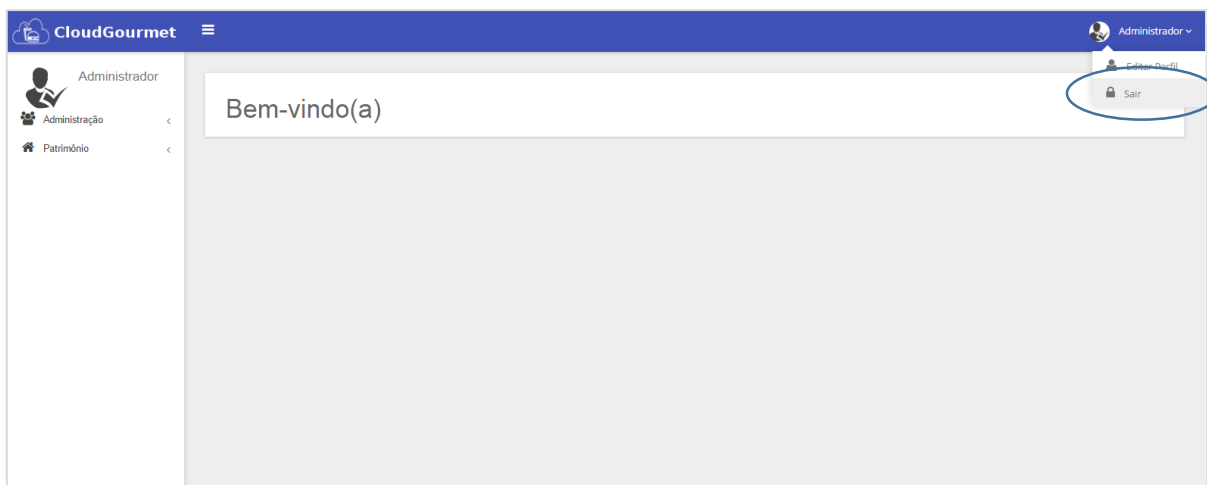 CloudGourmet
Administrador
Editar Perfil
Sair
Administrador
Administração
Patrimônio
Bem-vindo(a)